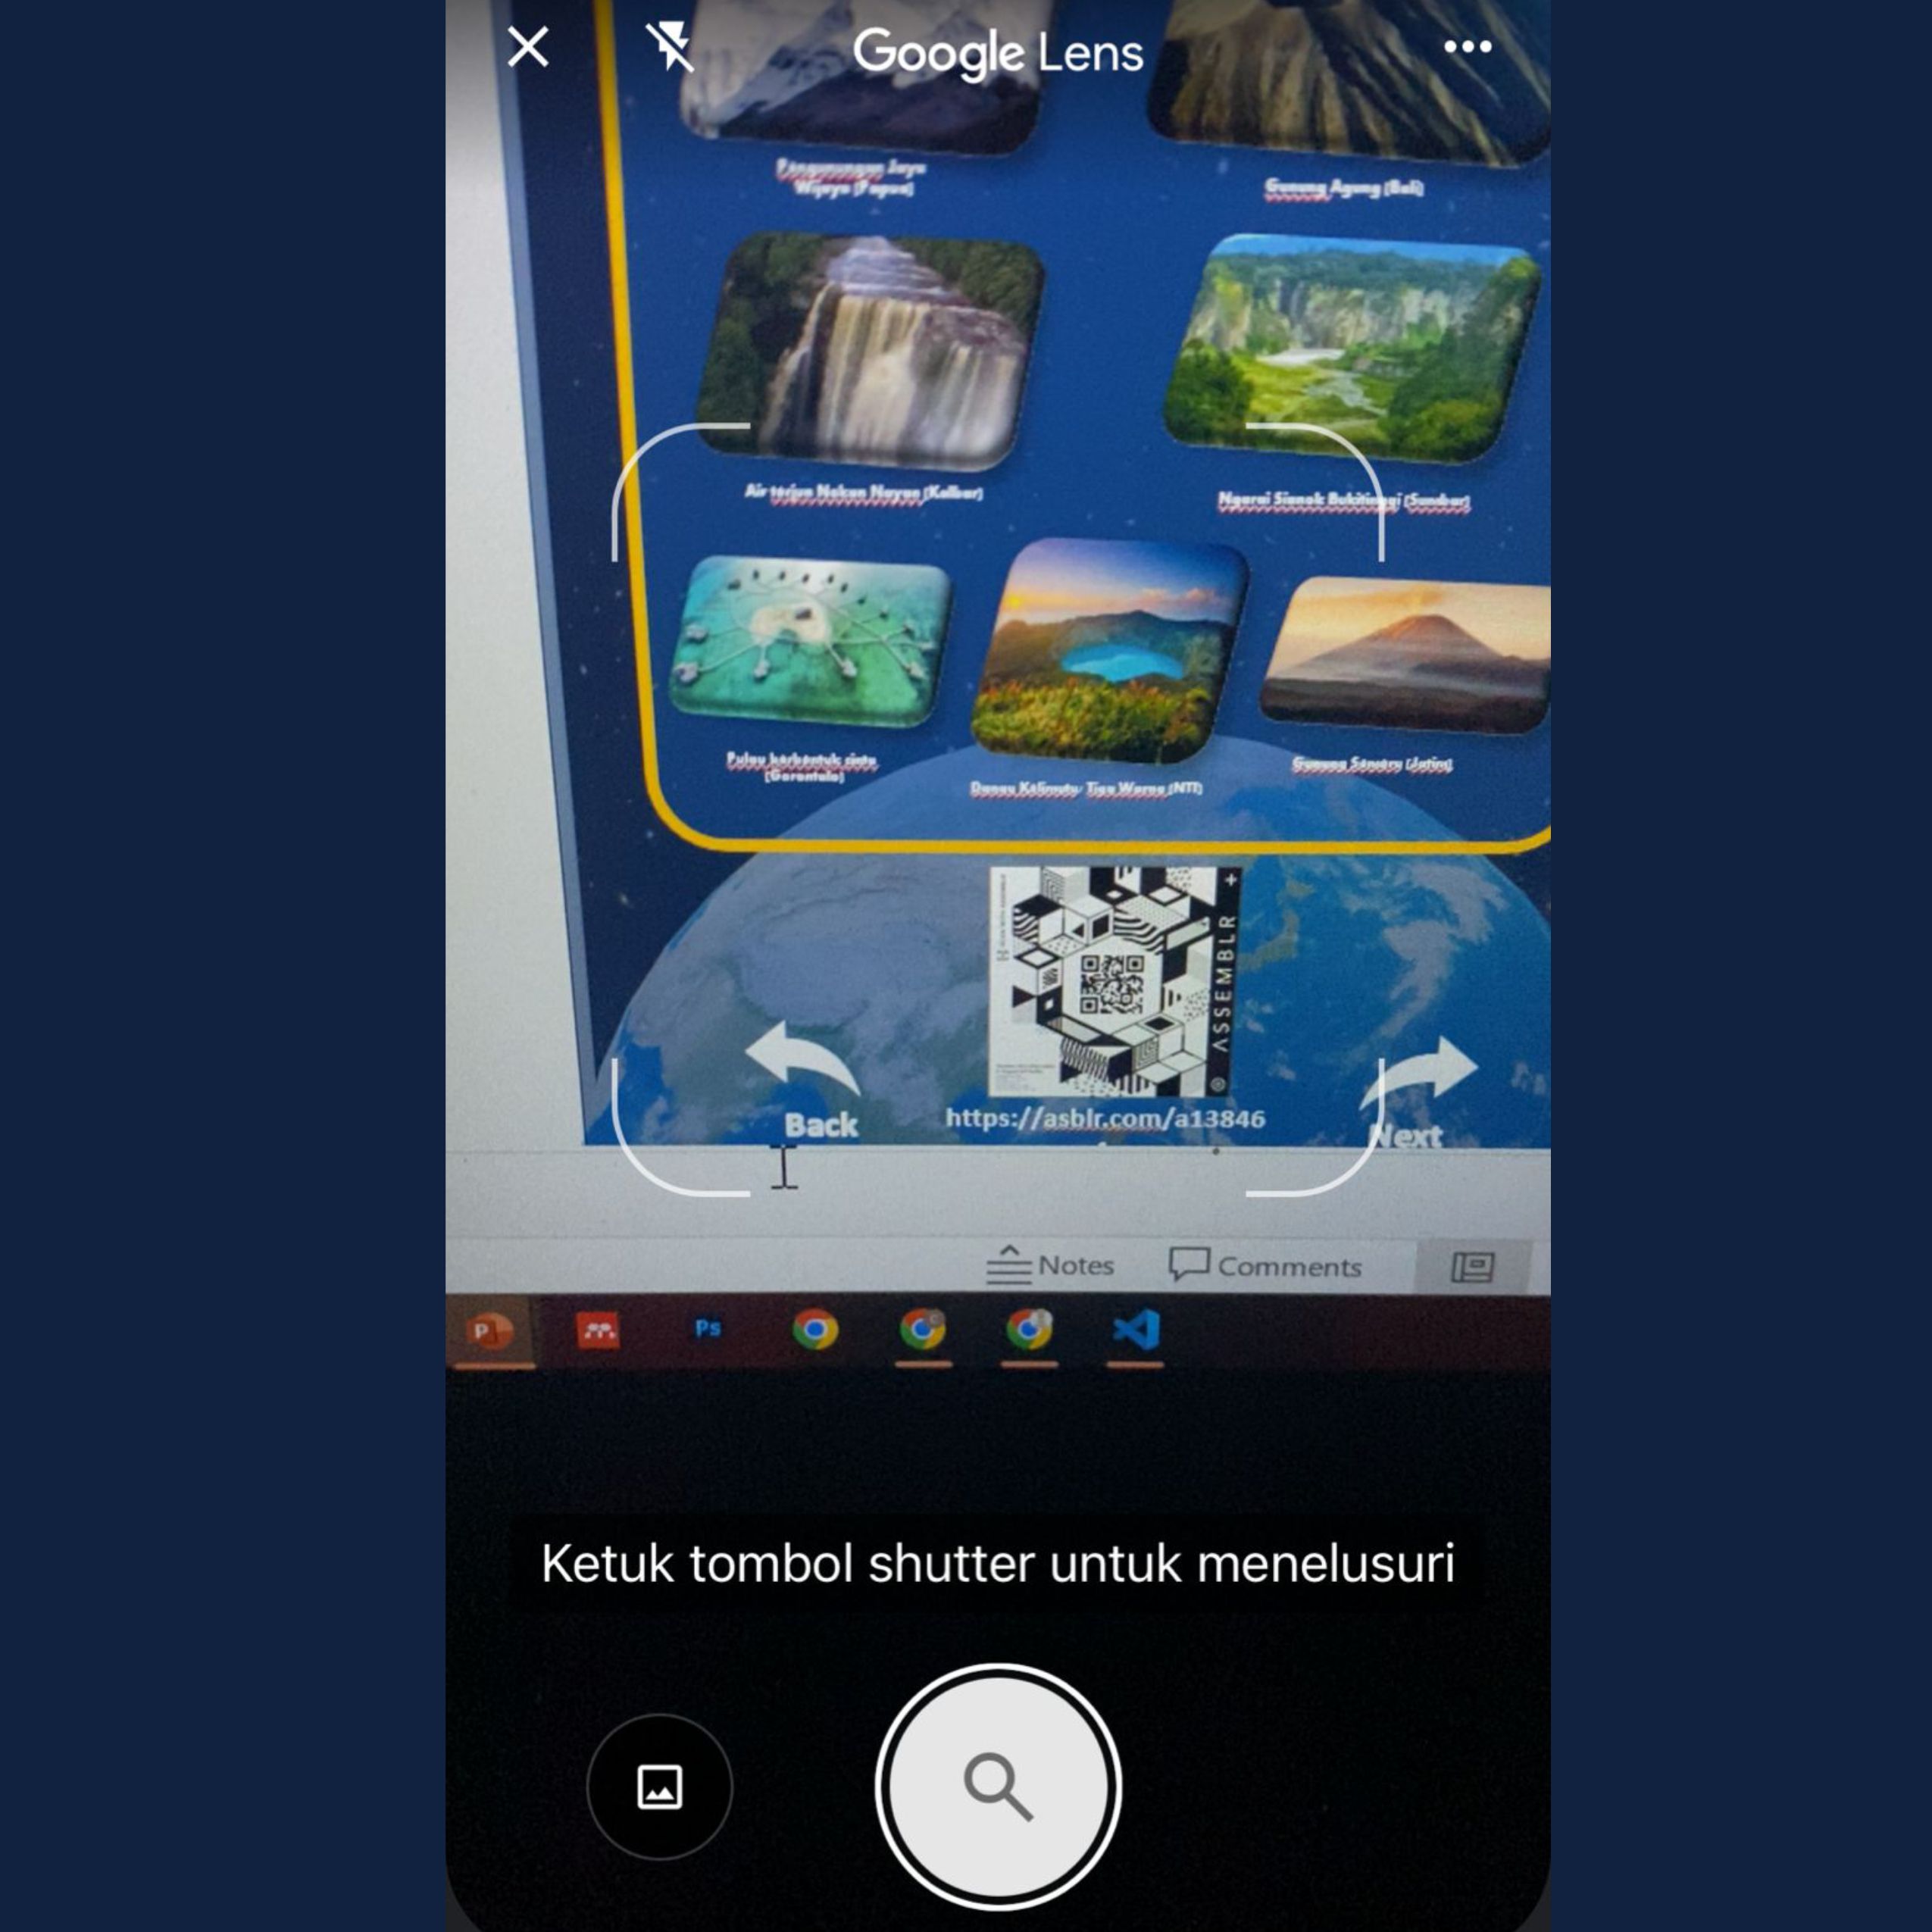 Google Lens
Pengunungan Jaya
Wijaya (Papua)
Gunung Agung (Bali)
Air terjun Nokan Nayan (Kalbar)
Ngarai Sianok Bukitinggi (Sumbar)
Pulau berbentuk cinta
(Gorontalo)
Danau Kelimutu Tiga Warna (NTT)
Gunung Semeru (Jatim)
ASSEMBLR
Back
https://asblr.com/a13846
Next
Notes
Comments
P
Ps
Ketuk tombol shutter untuk menelusuri